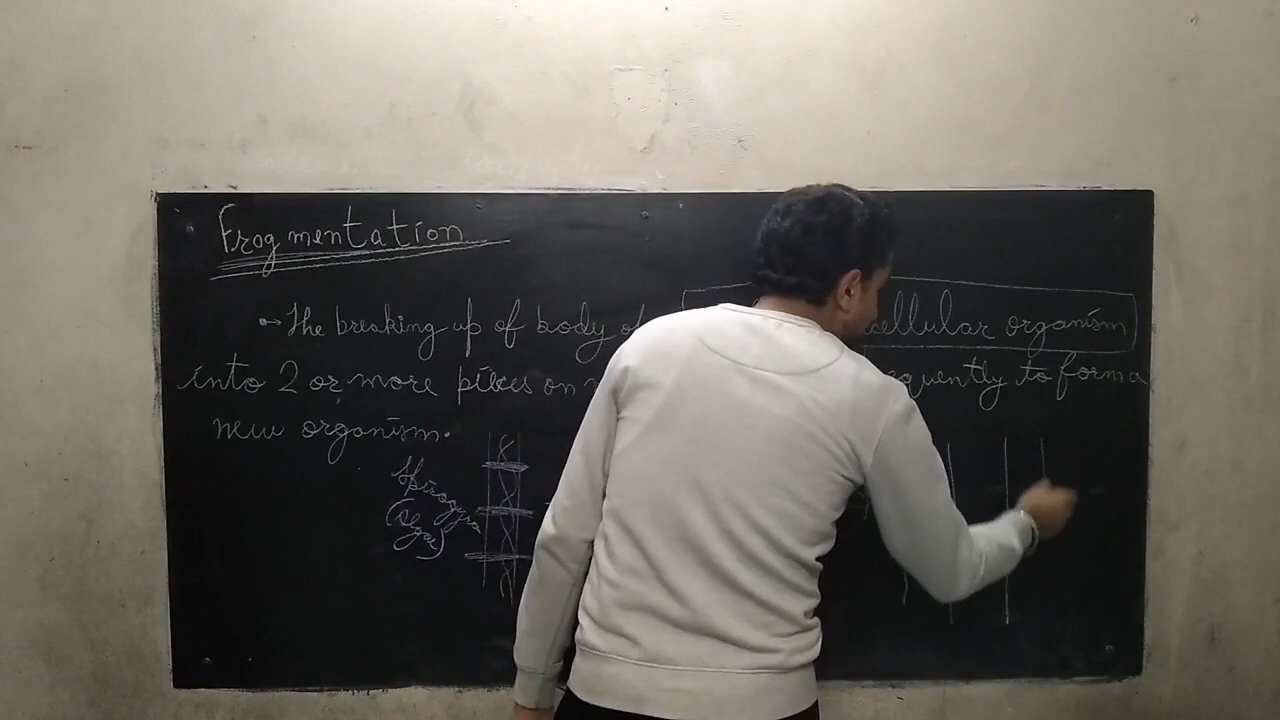 Fragmentation
The breaking up of body of cellular organism
into 2 or more pieces on equently to form a
new organism.
Spirogyra
(Algae)